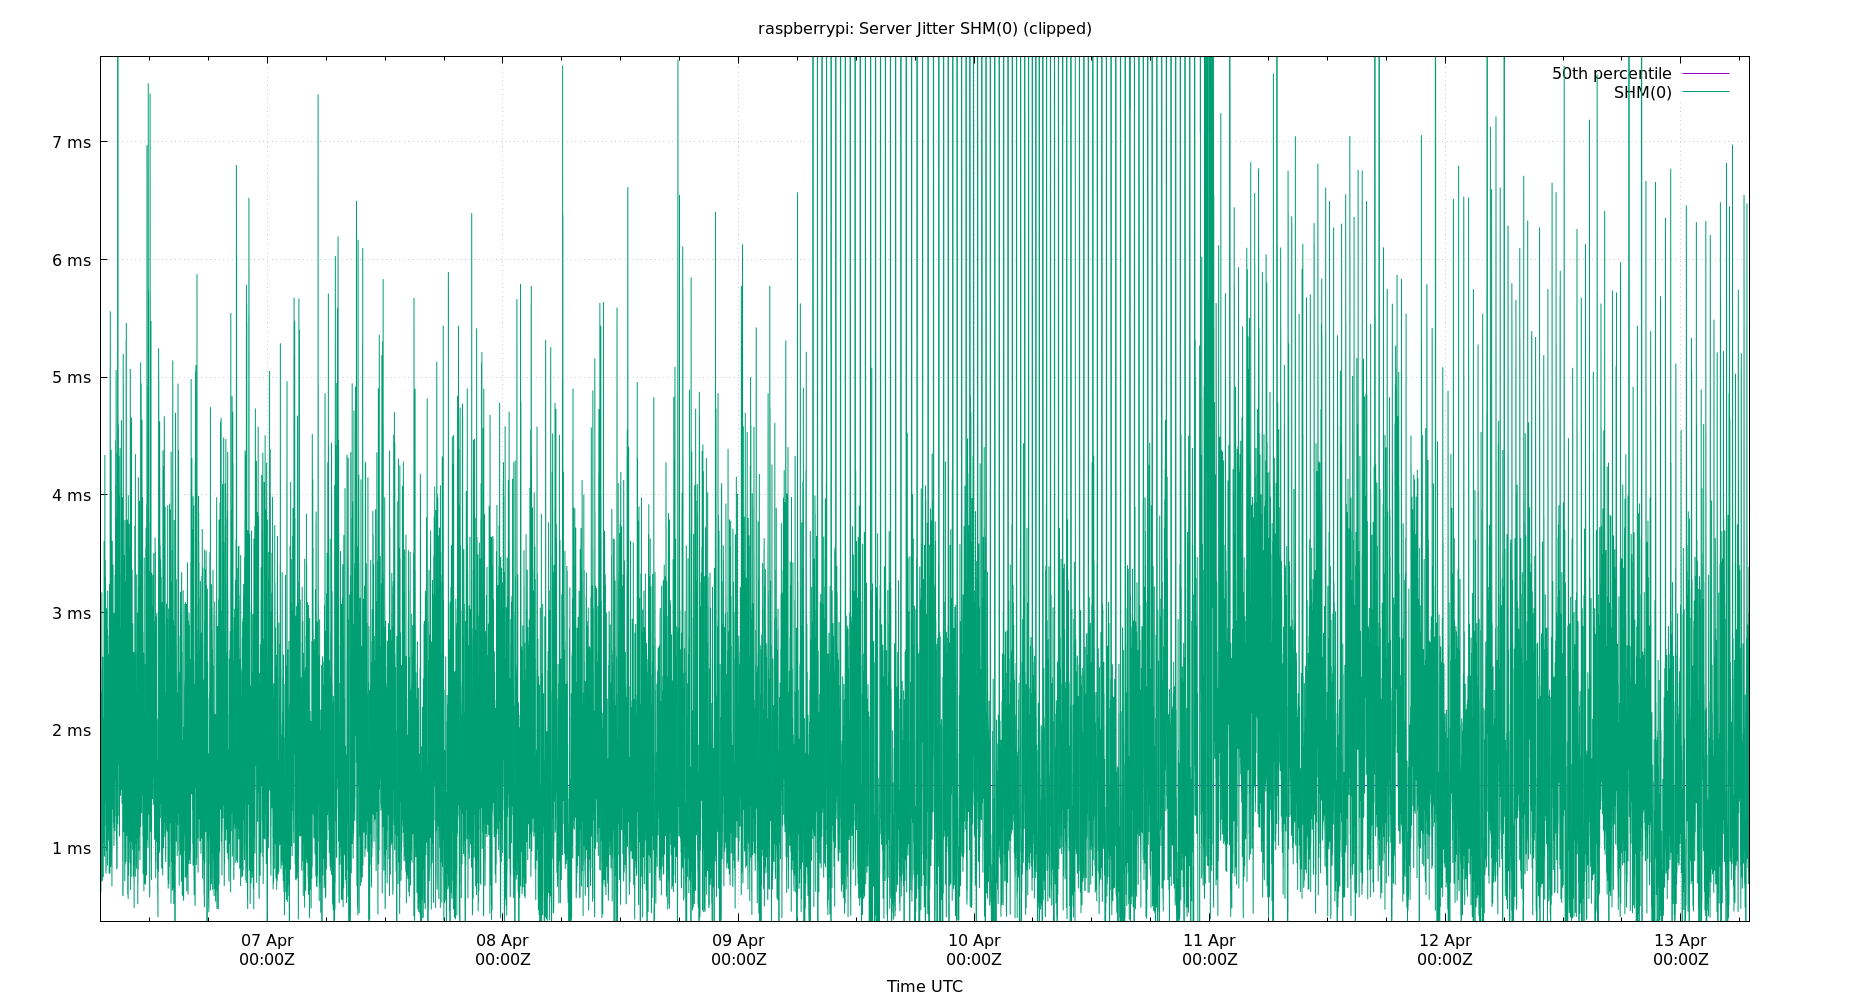 raspberrypi: Server Jitter SHM(0) (clipped)
50th percentile
SHM(0)
7 ms
6 ms
5 ms
4 ms
3 ms
2 ms
1 ms
07 Apr 08 Apr 09 Apr 10 Apr 11 Apr 12 Apr 13 Apr
00:00Z 00:00Z 00:00Z 00:00Z 00:00Z 00:00Z 00:00Z
Time UTC